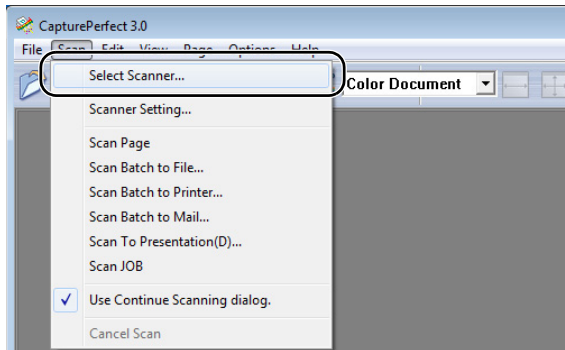 CapturePerfect 3.0
File Scan Edit View Page Options Help
Select Scanner...
Color Document
Scanner Setting...
Scan Page
Scan Batch to File...
Scan Batch to Printer...
Scan Batch to Mail...
Scan To Presentation(D)...
Scan JOB
Use Continue Scanning dialog.
Cancel Scan